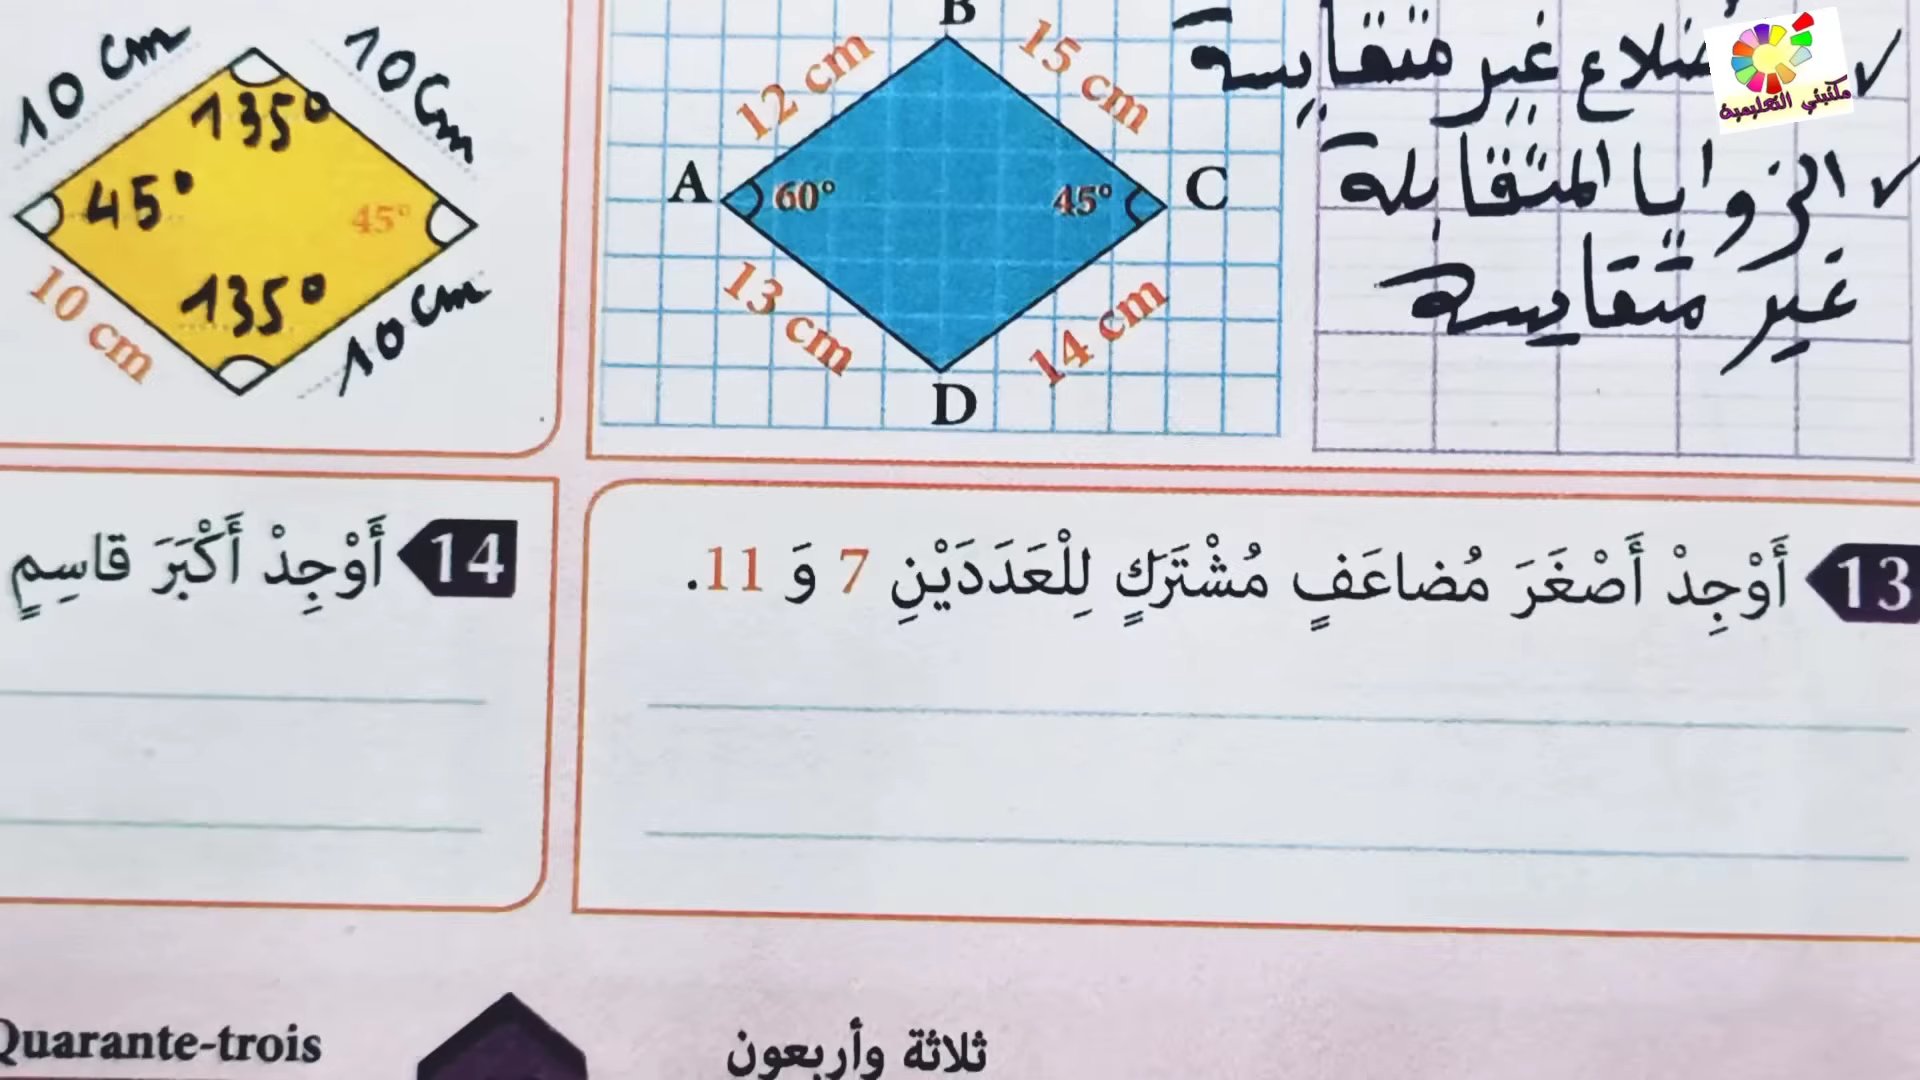 10 cm
10 cm
135°
45°
45°
135°
10 cm
10 cm
B
12 cm
15 cm
A
60°
45°
C
13 cm
14 cm
D
غير متقايسة
✓ الزوايا المتقابلة
غير متقايسة
مكتبتي التعليمية
13 أَوْجِدْ أَصْغَرَ مُضاعَفٍ مُشْتَرَكٍ لِلْعَدَدَيْنِ 7 وَ 11.
14 أَوْجِدْ أَكْبَرَ قاسِمٍ
Quarante-trois
ثلاثة وأربعون